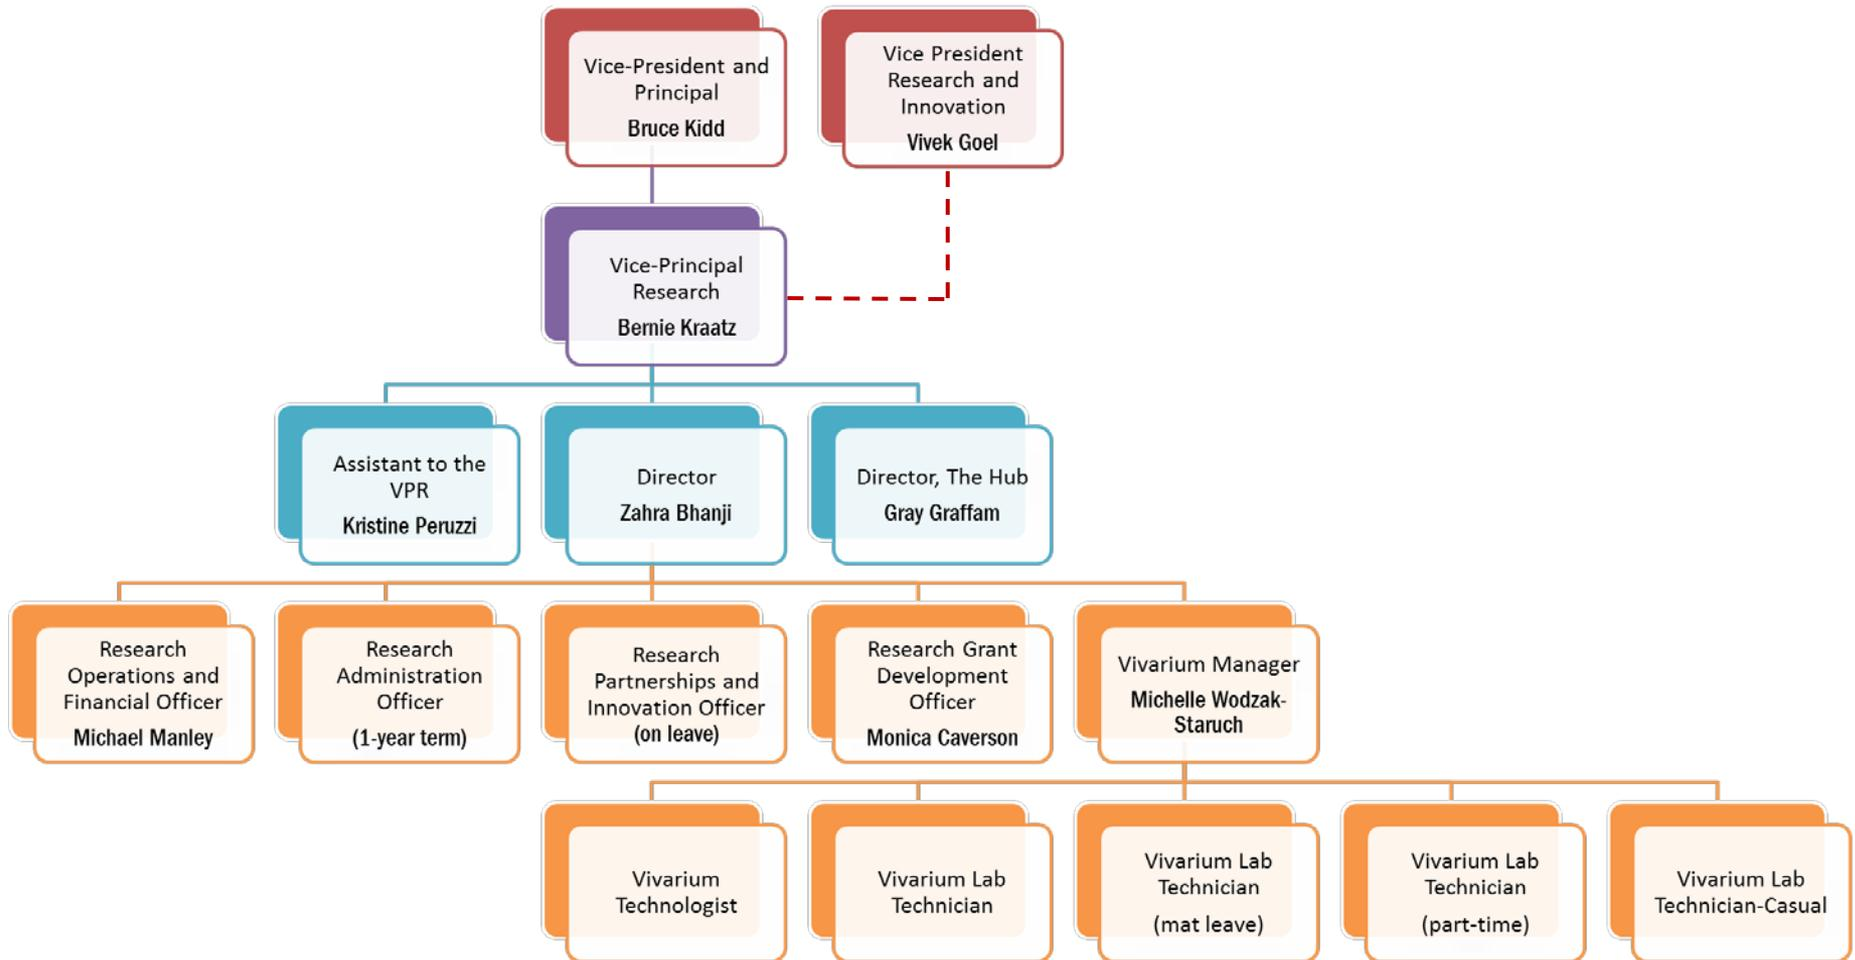 Vice-President and
Principal
Bruce Kidd
Vice President
Research and
Innovation
Vivek Goel
Vice-Principal
Research
Bernie Kraatz
Assistant to the
VPR
Kristine Peruzzi
Director
Zahra Bhanji
Director, The Hub
Gray Graffam
Research
Operations and
Financial Officer
Michael Manley
Research
Administration
Officer
(1-year term)
Research
Partnerships and
Innovation Officer
(on leave)
Research Grant
Development
Officer
Monica Caverson
Vivarium Manager
Michelle Wodzak-
Staruch
Vivarium
Technologist
Vivarium Lab
Technician
Vivarium Lab
Technician
(mat leave)
Vivarium Lab
Technician
(part-time)
Vivarium Lab
Technician-Casual